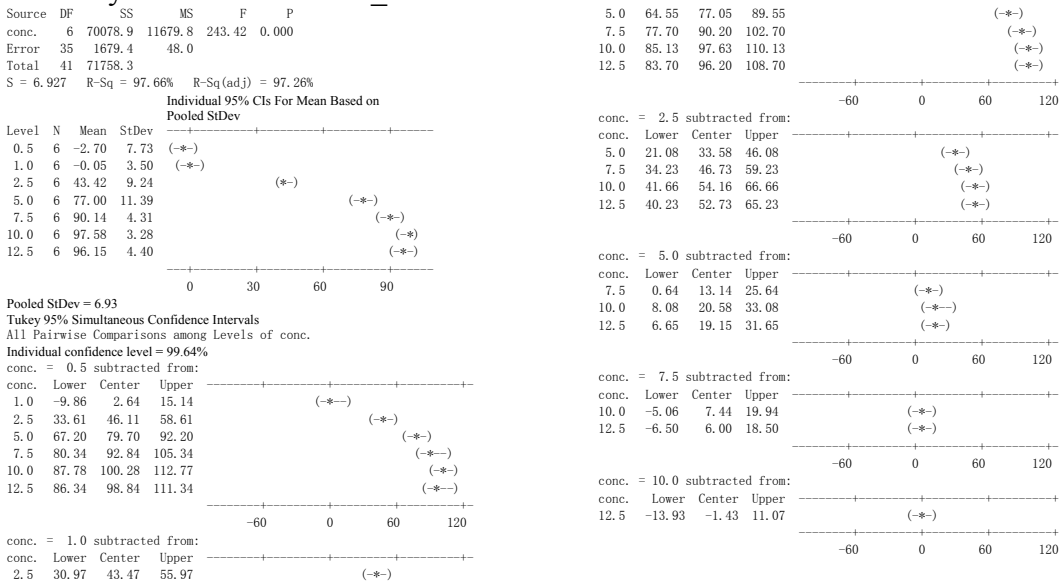 Source DF SS MS F P
conc. 6 70078.9 11679.8 243.42 0.000
Error 35 1679.4 48.0
Total 41 71758.3
S = 6.927 R-Sq = 97.66% R-Sq(adj) = 97.26%
Individual 95% CIs For Mean Based on
Pooled StDev
Level N Mean StDev ---+---------+---------+---------+------
0.5 6 -2.70 7.73 (-*-)
1.0 6 -0.05 3.50 (-*-)
2.5 6 43.42 9.24 (*-)
5.0 6 77.00 11.39 (-*-)
7.5 6 90.14 4.31 (-*-)
10.0 6 97.58 3.28 (-*)
12.5 6 96.15 4.40 (-*-)
---+---------+---------+---------+------
0 30 60 90
Pooled StDev = 6.93
Tukey 95% Simultaneous Confidence Intervals
All Pairwise Comparisons among Levels of conc.
Individual confidence level = 99.64%
conc. = 0.5 subtracted from:
conc. Lower Center Upper --------+---------+---------+---------+-
1.0 -9.86 2.64 15.14 (-*--)
2.5 33.61 46.11 58.61 (-*-)
5.0 67.20 79.70 92.20 (-*-)
7.5 80.34 92.84 105.34 (-*--)
10.0 87.78 100.28 112.77 (-*-)
12.5 86.34 98.84 111.34 (-*--)
--------+---------+---------+---------+-
-60 0 60 120
conc. = 1.0 subtracted from:
conc. Lower Center Upper --------+---------+---------+---------+-
2.5 30.97 43.47 55.97 (-*-)
5.0 64.55 77.05 89.55 (-*-)
7.5 77.70 90.20 102.70 (-*-)
10.0 85.13 97.63 110.13 (-*-)
12.5 83.70 96.20 108.70 (-*-)
--------+---------+---------+---------+-
-60 0 60 120
conc. = 2.5 subtracted from:
conc. Lower Center Upper --------+---------+---------+---------+-
5.0 21.08 33.58 46.08 (-*-)
7.5 34.23 46.73 59.23 (-*-)
10.0 41.66 54.16 66.66 (-*-)
12.5 40.23 52.73 65.23 (-*-)
--------+---------+---------+---------+-
-60 0 60 120
conc. = 5.0 subtracted from:
conc. Lower Center Upper --------+---------+---------+---------+-
7.5 0.64 13.14 25.64 (-*-)
10.0 8.08 20.58 33.08 (-*--)
12.5 6.65 19.15 31.65 (-*-)
--------+---------+---------+---------+-
-60 0 60 120
conc. = 7.5 subtracted from:
conc. Lower Center Upper --------+---------+---------+---------+-
10.0 -5.06 7.44 19.94 (-*-)
12.5 -6.50 6.00 18.50 (-*-)
--------+---------+---------+---------+-
-60 0 60 120
conc. = 10.0 subtracted from:
conc. Lower Center Upper --------+---------+---------+---------+-
12.5 -13.93 -1.43 11.07 (-*-)
--------+---------+---------+---------+-
-60 0 60 120